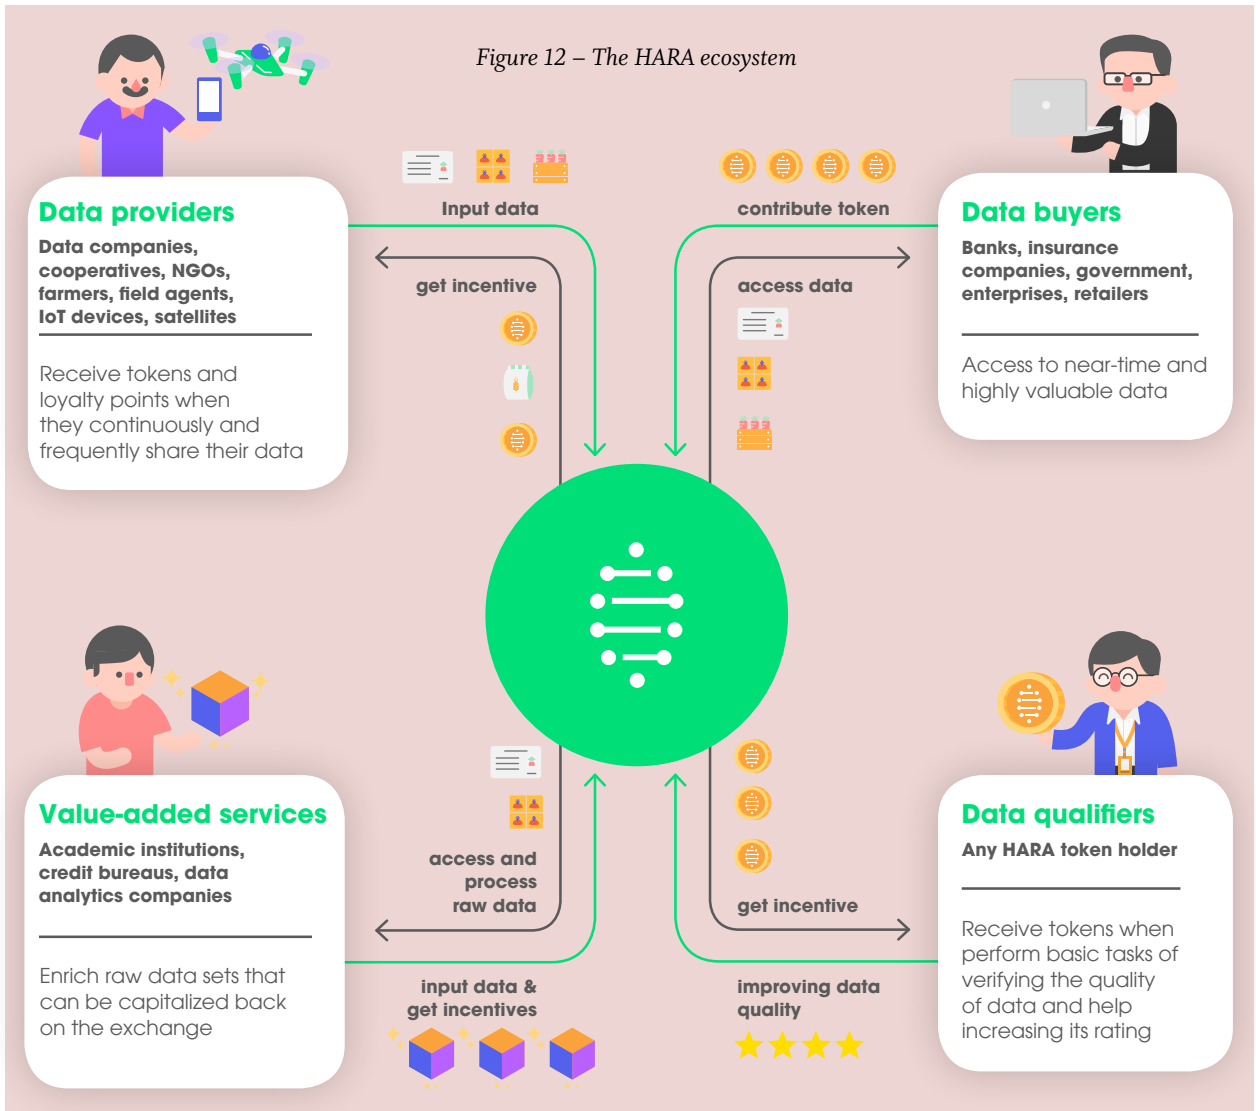 Figure 12 – The HARA ecosystem
Data providers
Data companies,
cooperatives, NGOs,
farmers, field agents,
IoT devices, satellites
Receive tokens and
loyalty points when
they continuously and
frequently share their data
Input data
get incentive
contribute token
access data
Data buyers
Banks, insurance
companies, government,
enterprises, retailers
Access to near-time and
highly valuable data
Value-added services
Academic institutions,
credit bureaus, data
analytics companies
Enrich raw data sets that
can be capitalized back
on the exchange
access and
process
raw data
input data &
get incentives
get incentive
improving data
quality
Data qualifiers
Any HARA token holder
Receive tokens when
perform basic tasks of
verifying the quality
of data and help
increasing its rating